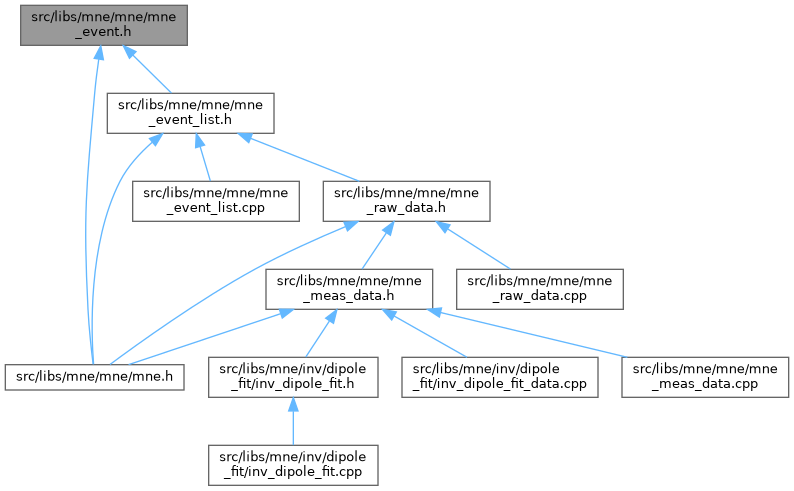 src/libs/mne/mne/mne
_event.h
src/libs/mne/mne/mne
_event_list.h
src/libs/mne/mne/mne
_event_list.cpp
src/libs/mne/mne/mne
_raw_data.h
src/libs/mne/mne/mne
_meas_data.h
src/libs/mne/mne/mne
_raw_data.cpp
src/libs/mne/mne/mne.h
src/libs/mne/inv/dipole
_fit/inv_dipole_fit.h
src/libs/mne/inv/dipole
_fit/inv_dipole_fit_data.cpp
src/libs/mne/mne/mne
_meas_data.cpp
src/libs/mne/inv/dipole
_fit/inv_dipole_fit.cpp